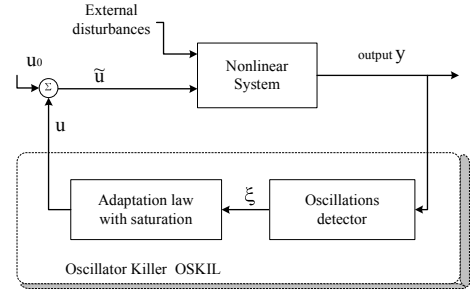 External
disturbances
u₀
Σ
ũ
Nonlinear
System
output y
u
Adaptation law
with saturation
ξ
Oscillations
detector
Oscillator Killer OSKIL